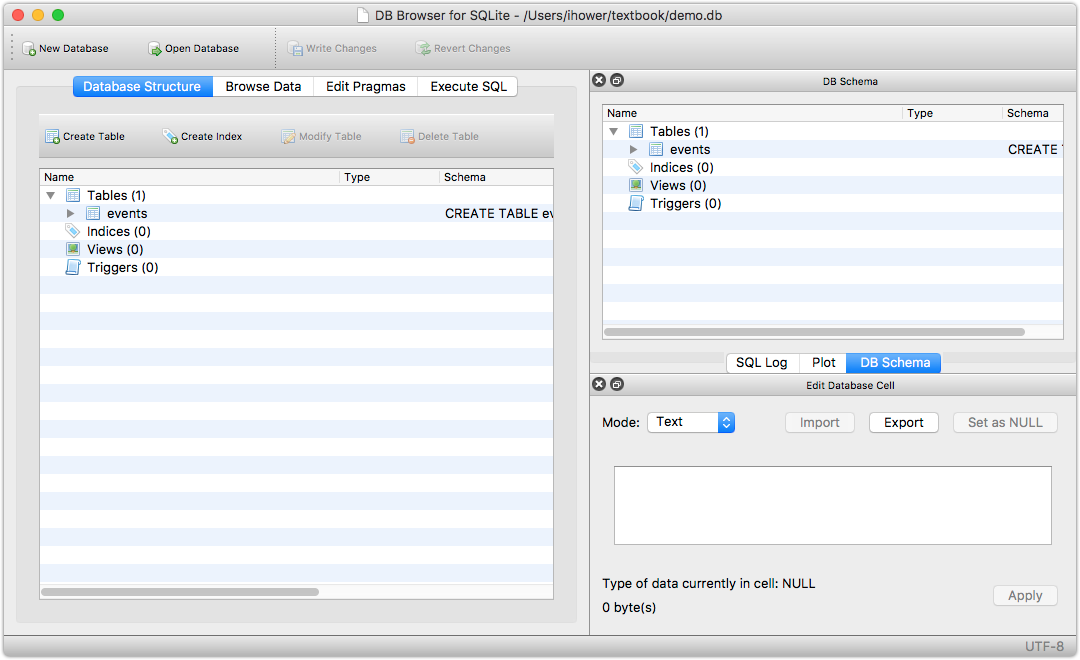 DB Browser for SQLite - /Users/ihower/textbook/demo.db
New Database
Open Database
Write Changes
Revert Changes
Database Structure
Browse Data
Edit Pragmas
Execute SQL
Create Table
Create Index
Modify Table
Delete Table
Name Type Schema
Tables (1)
events CREATE TABLE ev
Indices (0)
Views (0)
Triggers (0)
DB Schema
Name Type Schema
Tables (1)
events CREATE
Indices (0)
Views (0)
Triggers (0)
SQL Log
Plot
DB Schema
Edit Database Cell
Mode: Text
Import
Export
Set as NULL
Type of data currently in cell: NULL
0 byte(s)
Apply
UTF-8